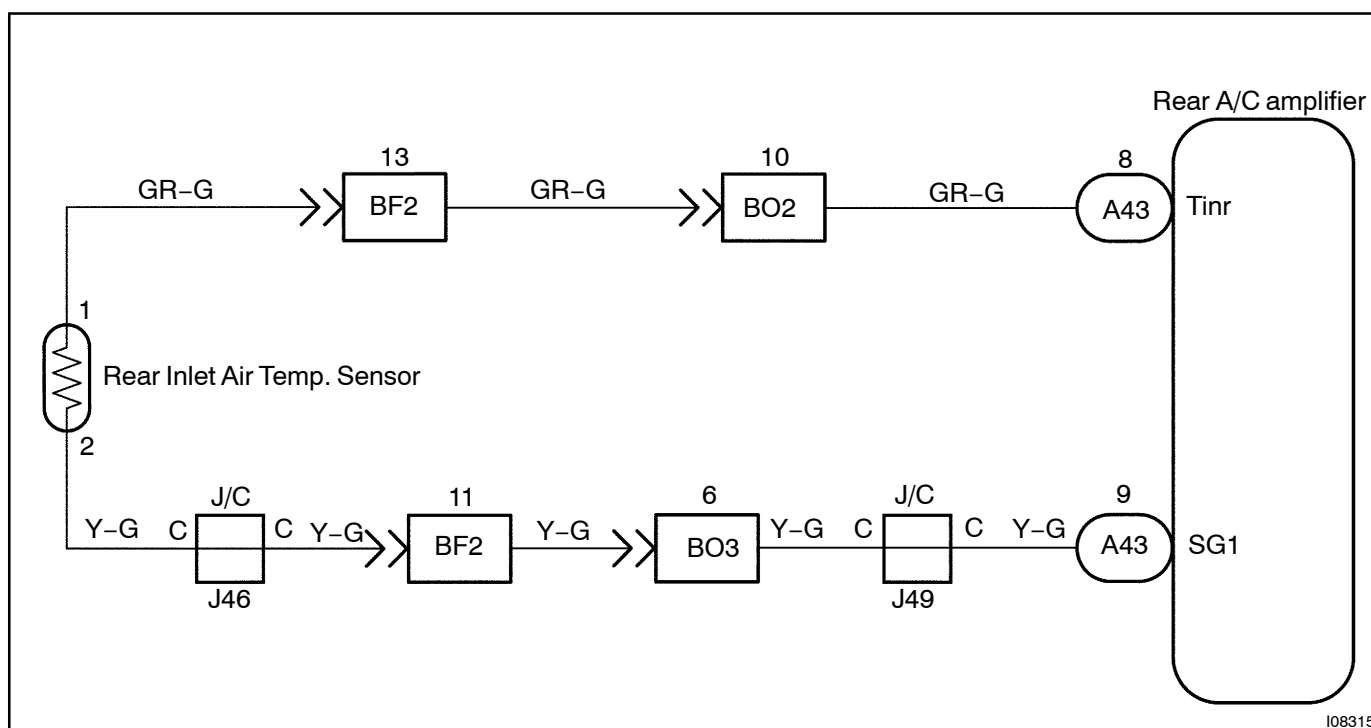 Rear A/C amplifier
13 10 8
GR−G BF2 GR−G BO2 GR−G A43 Tinr
1
Rear Inlet Air Temp. Sensor
2
J/C 11 6 J/C 9
Y−G C C Y−G BF2 Y−G BO3 Y−G C C Y−G A43 SG1
J46 J49
I08315